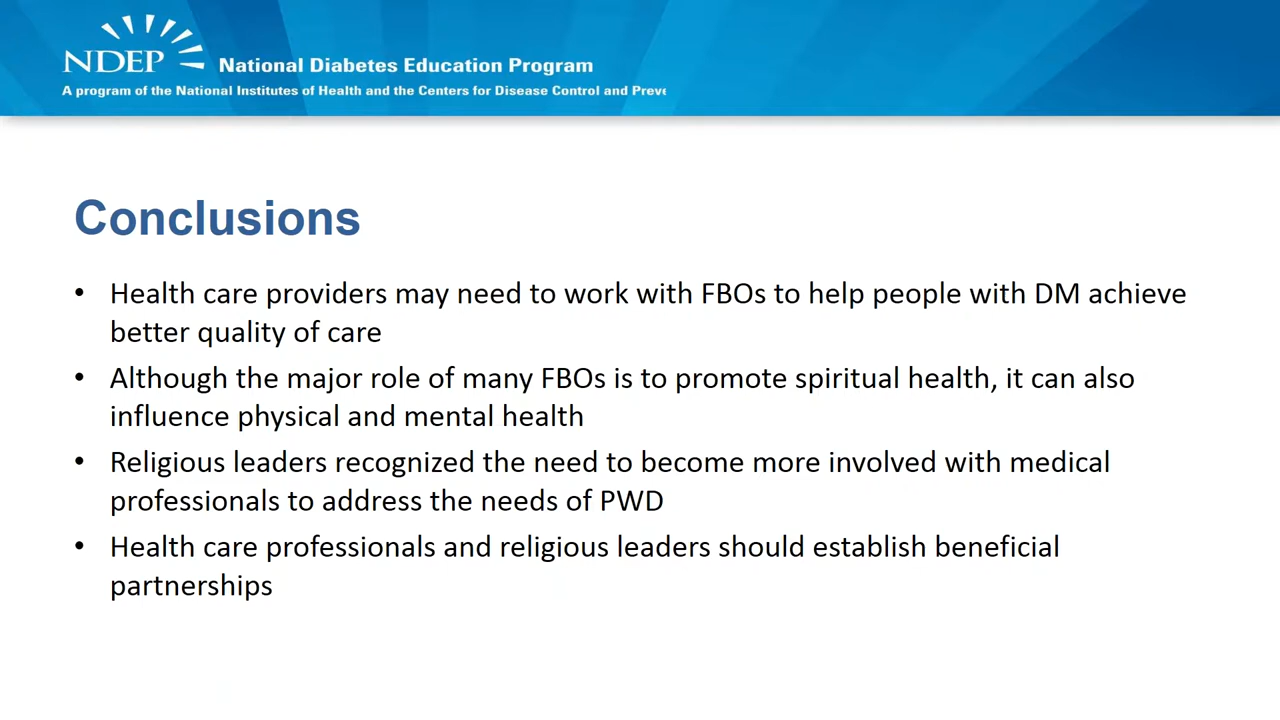 NDEP National Diabetes Education Program
A program of the National Institutes of Health and the Centers for Disease Control and
Conclusions
• Health care providers may need to work with FBOs to help people with DM achieve
better quality of care
• Although the major role of many FBOs is to promote spiritual health, it can also
influence physical and mental health
• Religious leaders recognized the need to become more involved with medical
professionals to address the needs of PWD
• Health care professionals and religious leaders should establish beneficial
partnerships